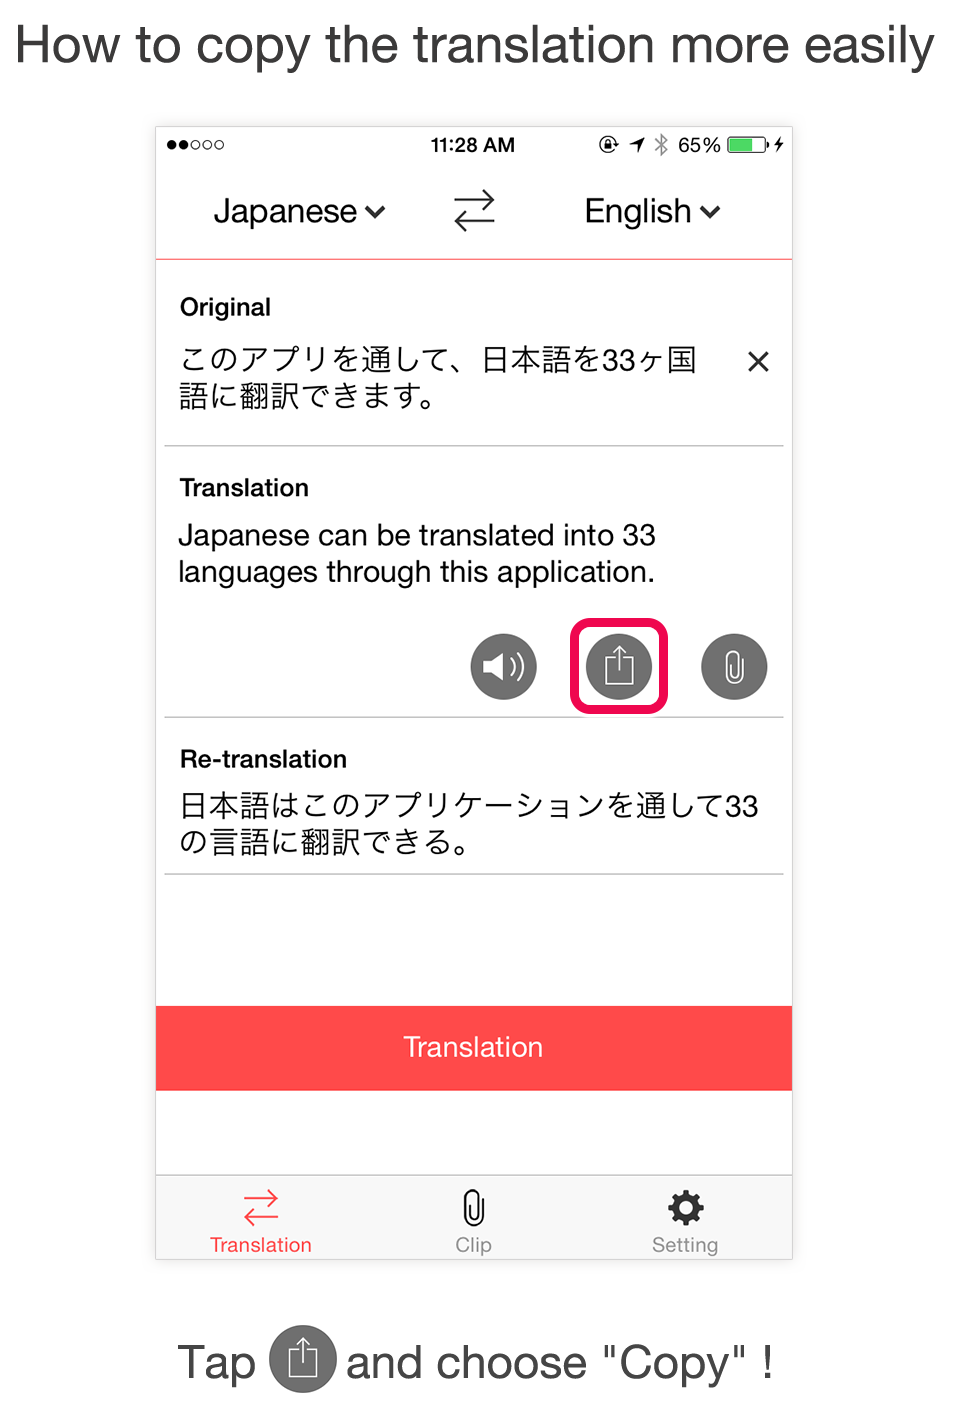 How to copy the translation more easily
11:28 AM 65%
Japanese English
Original
このアプリを通して、日本語を33ヶ国
語に翻訳できます。
Translation
Japanese can be translated into 33
languages through this application.
Re-translation
日本語はこのアプリケーションを通して33
の言語に翻訳できる。
Translation
Translation Clip Setting
Tap and choose "Copy" !